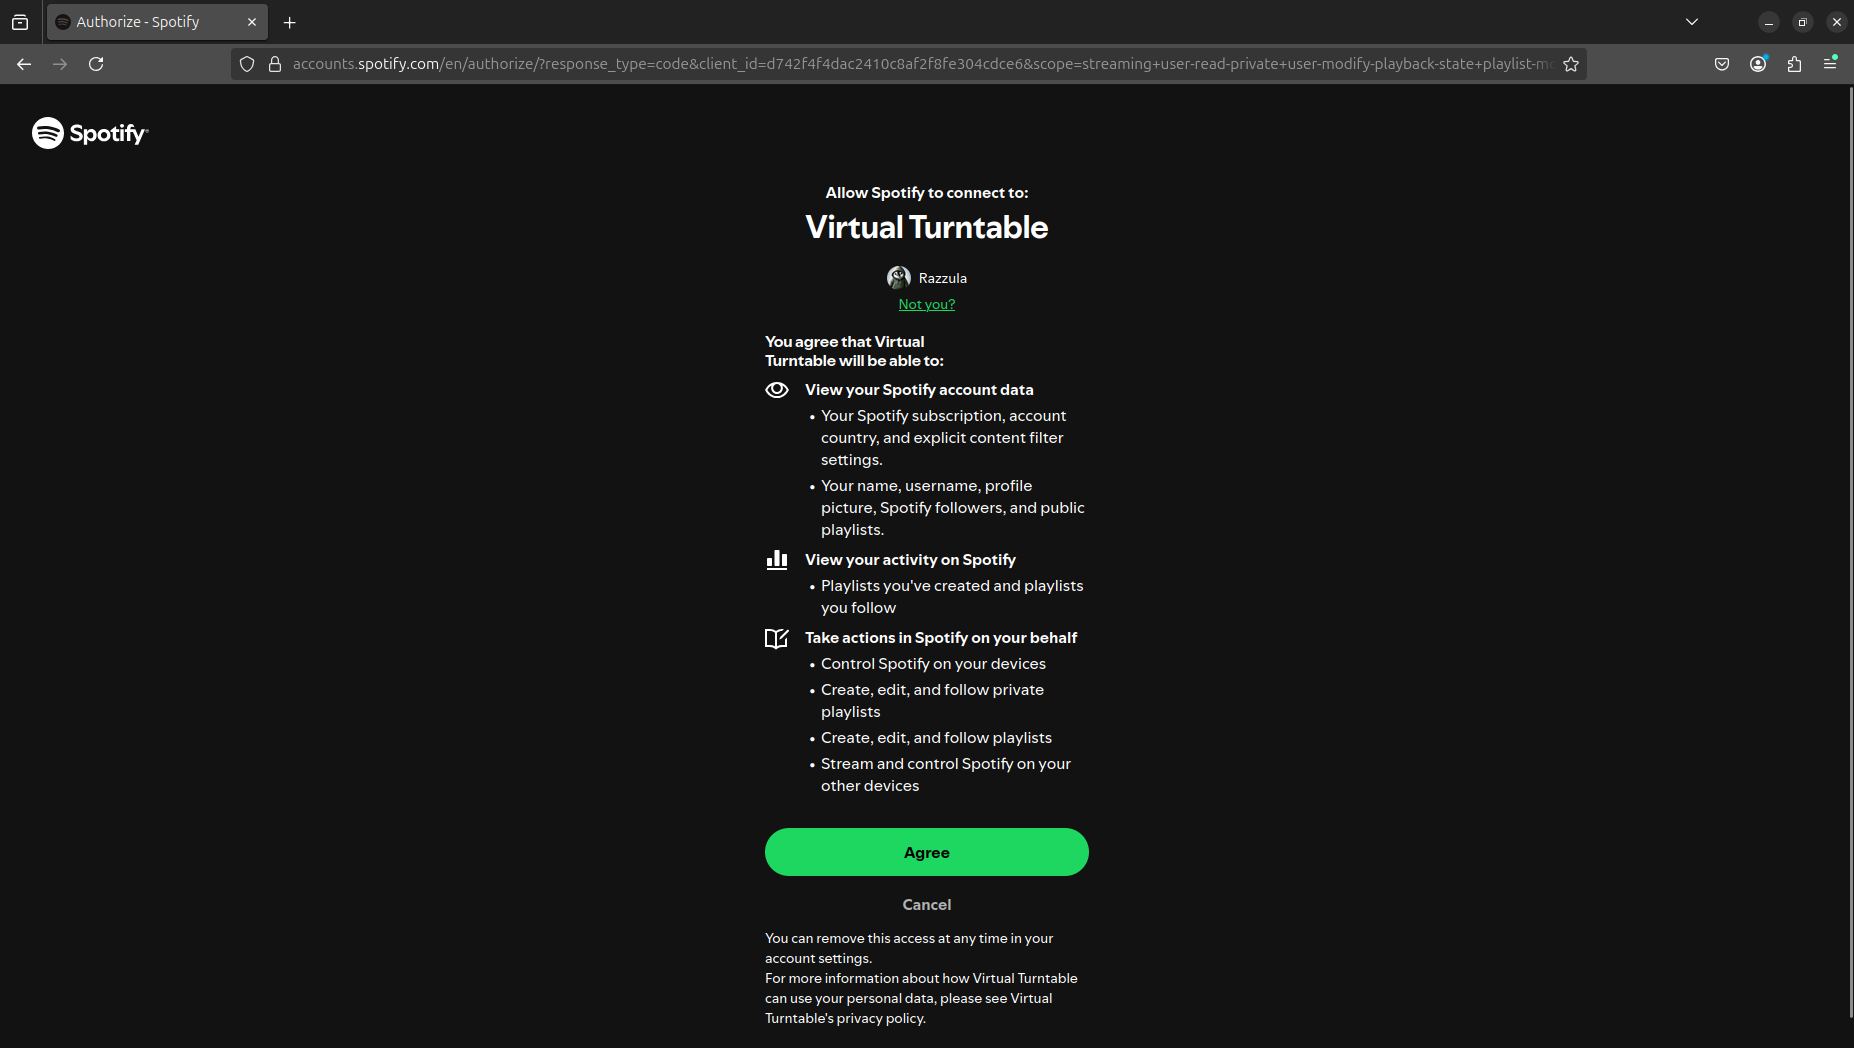 Authorize - Spotify
accounts.spotify.com/en/authorize/?response_type=code&client_id=d742f4f4dac2410c8af2f8fe304cdce6&scope=streaming+user-read-private+user-modify-playback-state+playlist-mo
Spotify
Allow Spotify to connect to:
Virtual Turntable
Razzula
Not you?
You agree that Virtual
Turntable will be able to:
View your Spotify account data
• Your Spotify subscription, account
country, and explicit content filter
settings.
• Your name, username, profile
picture, Spotify followers, and public
playlists.
View your activity on Spotify
• Playlists you've created and playlists
you follow
Take actions in Spotify on your behalf
• Control Spotify on your devices
• Create, edit, and follow private
playlists
• Create, edit, and follow playlists
• Stream and control Spotify on your
other devices
Agree
Cancel
You can remove this access at any time in your
account settings.
For more information about how Virtual Turntable
can use your personal data, please see Virtual
Turntable's privacy policy.